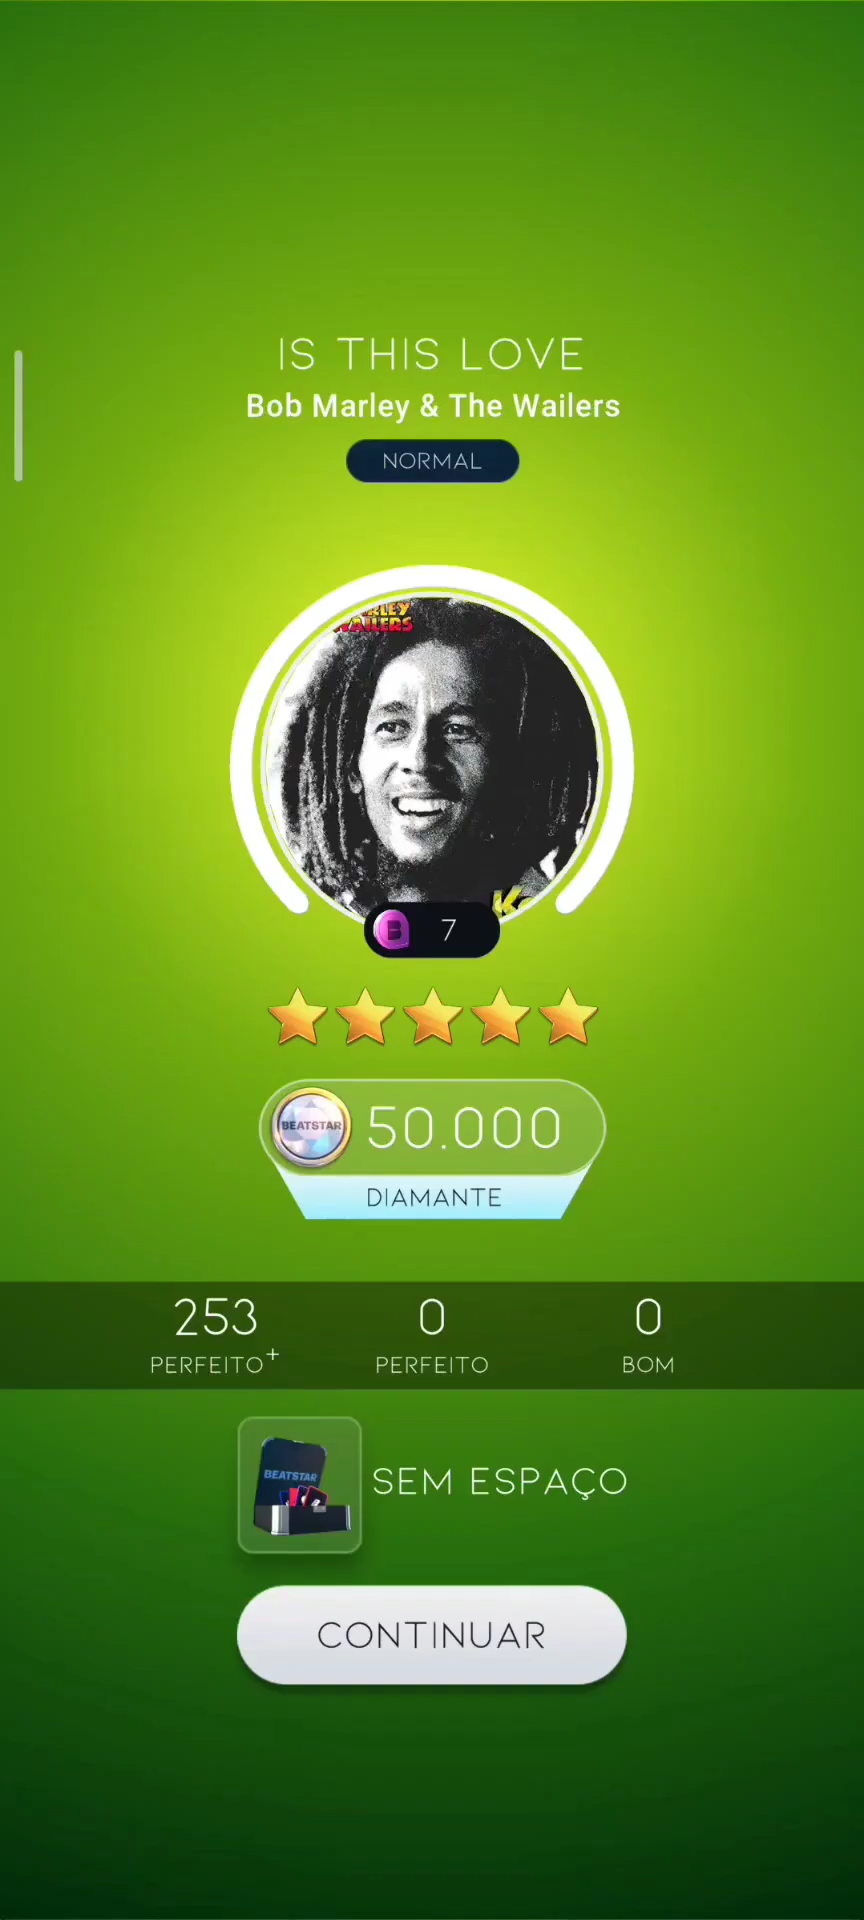 IS THIS LOVE
Bob Marley & The Wailers
NORMAL
WAILERS
7
BEATSTAR 50.000
DIAMANTE
253 0 0
PERFEITO+ PERFEITO BOM
BEATSTAR
SEM ESPAÇO
CONTINUAR